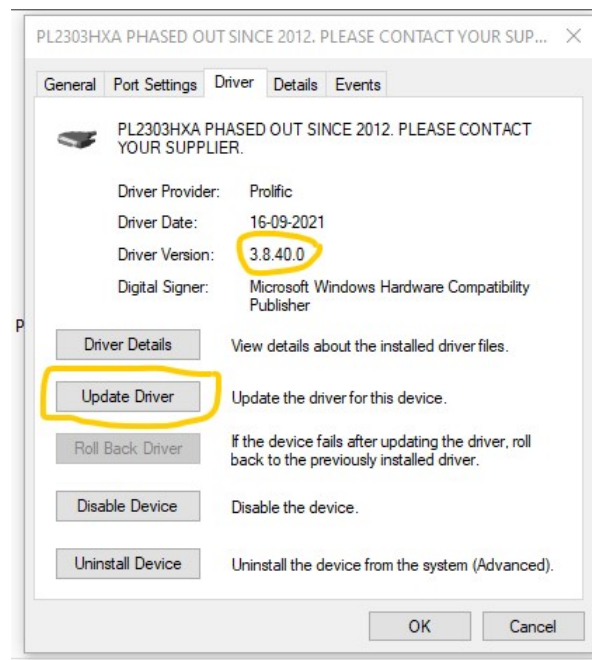 PL2303HXA PHASED OUT SINCE 2012. PLEASE CONTACT YOUR SUP...
General Port Settings Driver Details Events
PL2303HXA PHASED OUT SINCE 2012. PLEASE CONTACT
YOUR SUPPLIER.
Driver Provider: Prolific
Driver Date: 16-09-2021
Driver Version: 3.8.40.0
Digital Signer: Microsoft Windows Hardware Compatibility
Publisher
P
Driver Details View details about the installed driver files.
Update Driver Update the driver for this device.
Roll Back Driver If the device fails after updating the driver, roll
back to the previously installed driver.
Disable Device Disable the device.
Uninstall Device Uninstall the device from the system (Advanced).
OK Cancel